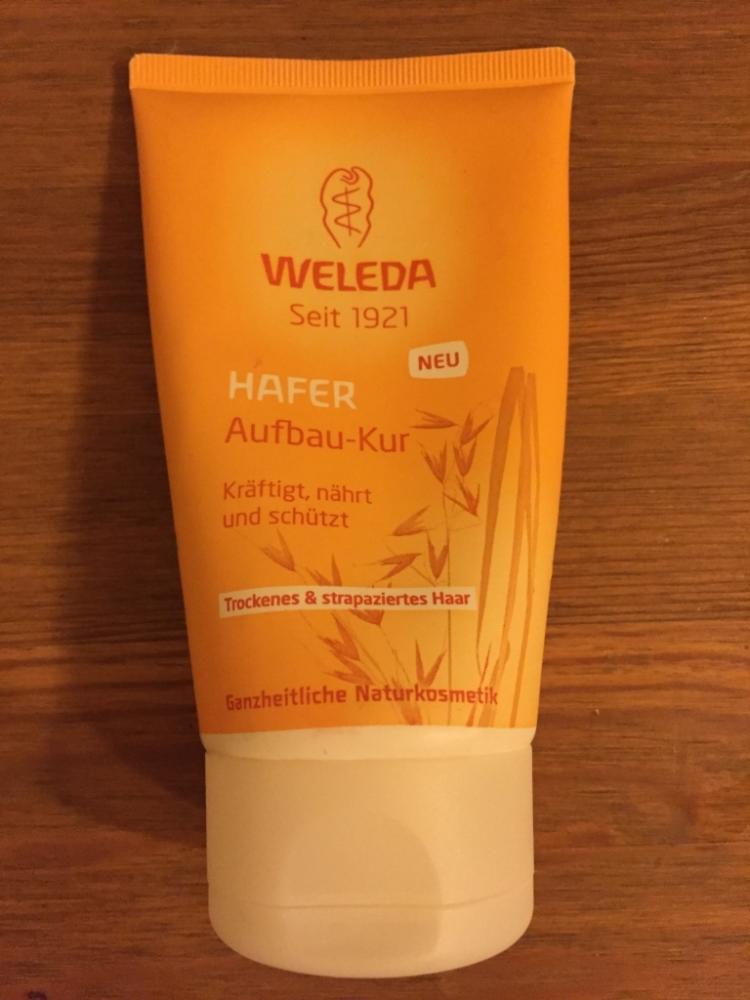 WELEDA
Seit 1921
NEU
HAFER
Aufbau-Kur
Kräftigt, nährt
und schützt
Trockenes & strapaziertes Haar
Ganzheitliche Naturkosmetik